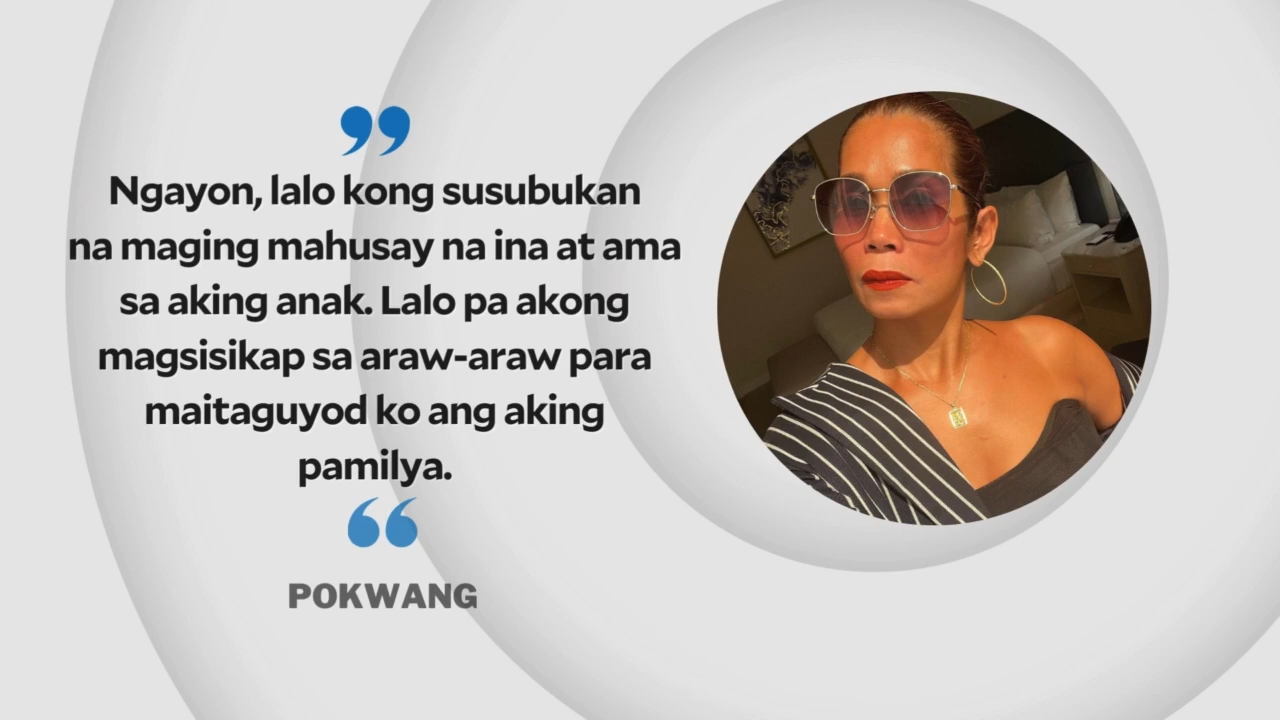 ”
Ngayon, lalo kong susubukan
na maging mahusay na ina at ama
sa aking anak. Lalo pa akong
magsisikap sa araw-araw para
maitaguyod ko ang aking
pamilya.
“
POKWANG